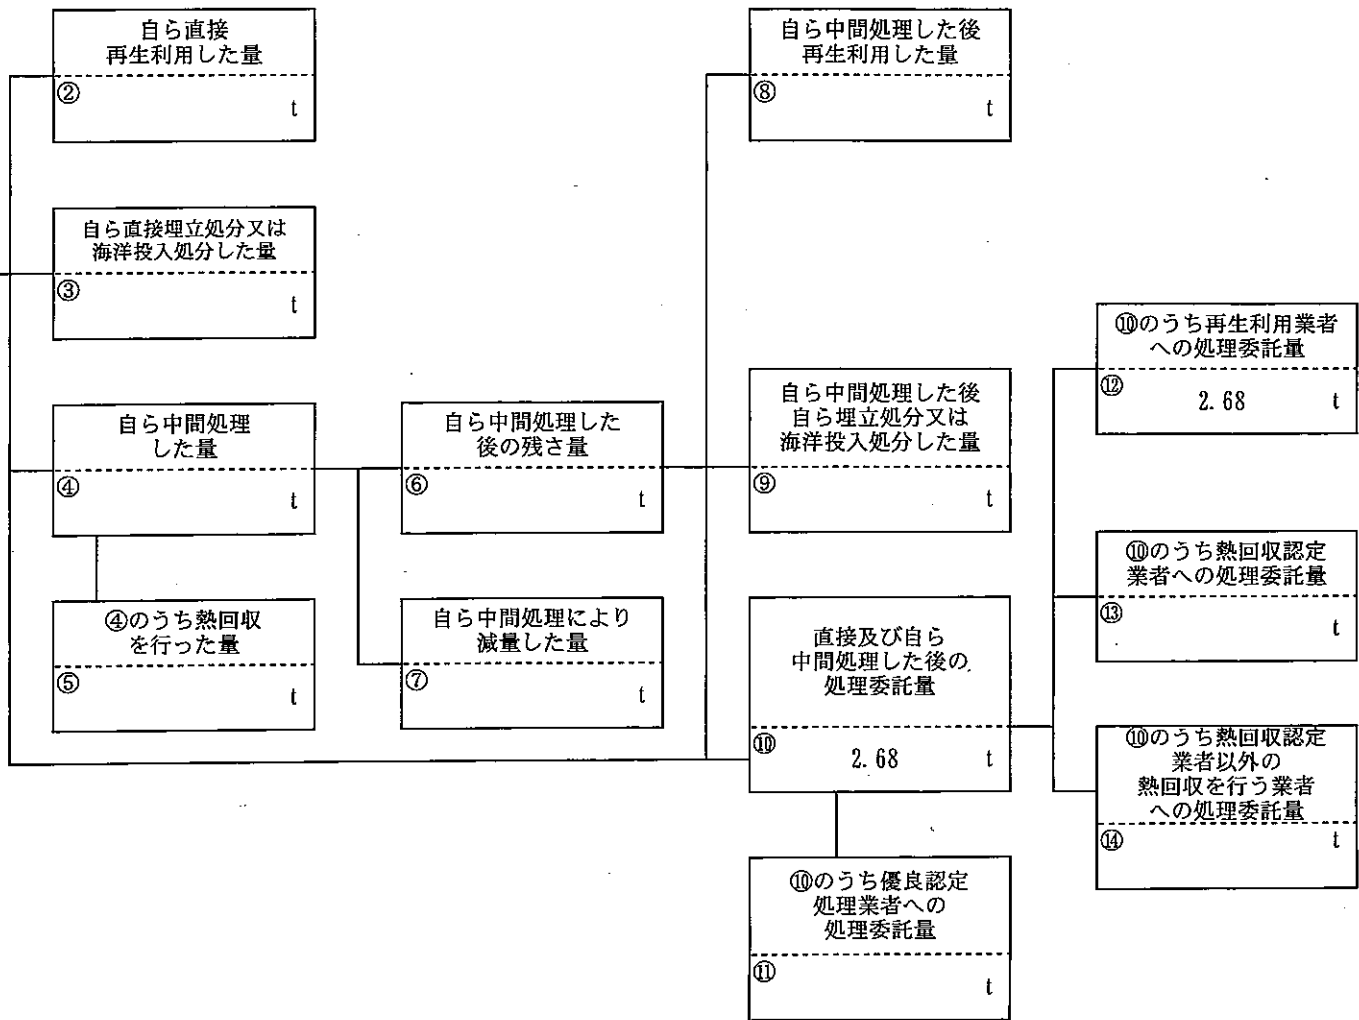 自ら直接
再生利用した量
②
t
自ら中間処理した後
再生利用した量
⑧
t
自ら直接埋立処分又は
海洋投入処分した量
③
t
⑩のうち再生利用業者
への処理委託量
⑫
2.68 t
自ら中間処理
した量
④
t
自ら中間処理した
後の残さ量
⑥
t
自ら中間処理した後
自ら埋立処分又は
海洋投入処分した量
⑨
t
⑩のうち熱回収認定
業者への処理委託量
⑬
t
④のうち熱回収
を行った量
⑤
t
自ら中間処理により
減量した量
⑦
t
直接及び自ら
中間処理した後の
処理委託量
⑩
2.68 t
⑩のうち熱回収認定
業者以外の
熱回収を行う業者
への処理委託量
⑭
t
⑩のうち優良認定
処理業者への
処理委託量
⑪
t